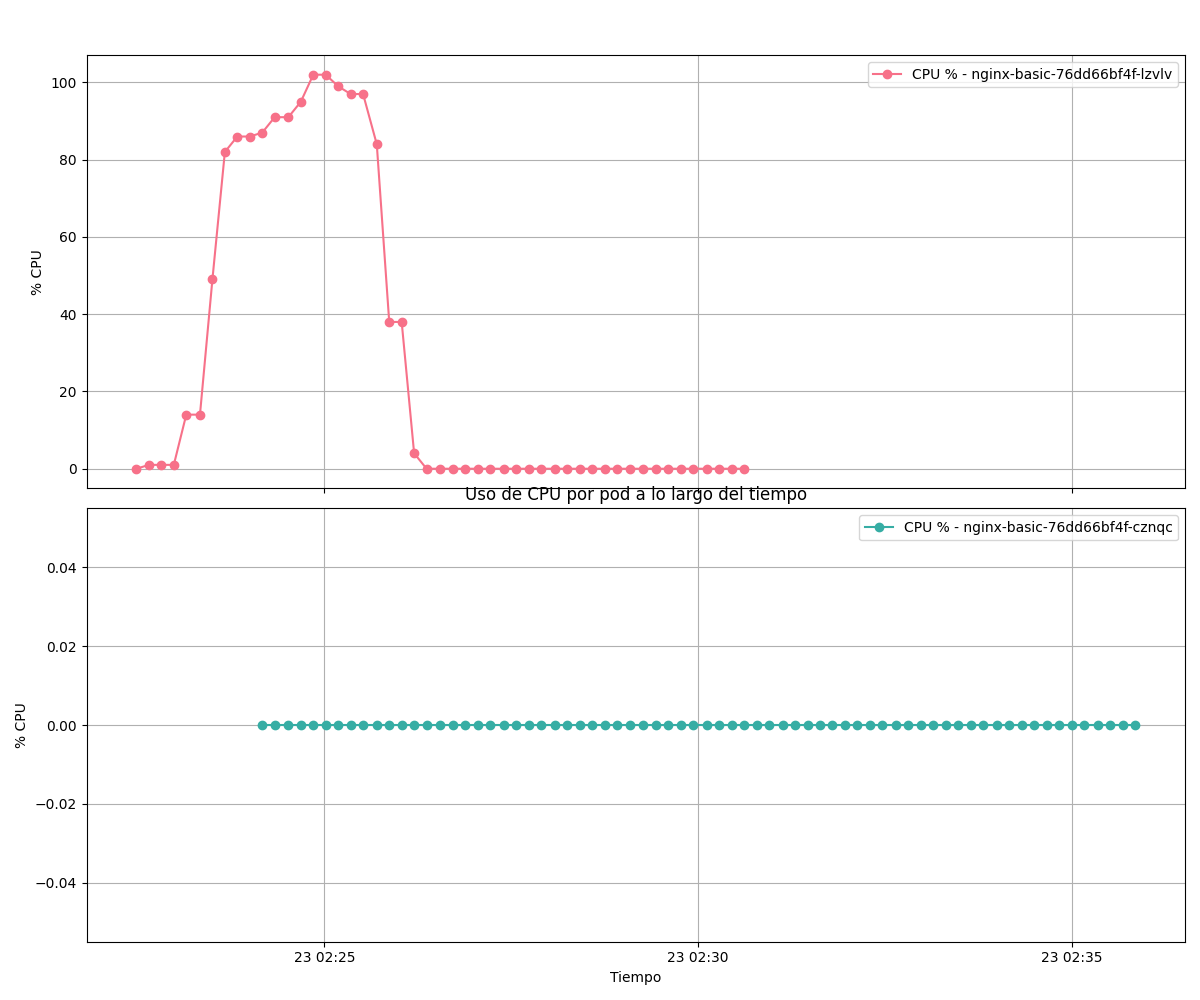 CPU % - nginx-basic-76dd66bf4f-lzvlv
100
80
60
40
20
0
% CPU
Uso de CPU por pod a lo largo del tiempo
CPU % - nginx-basic-76dd66bf4f-cznqc
0.04
0.02
0.00
−0.02
−0.04
% CPU
23 02:25
23 02:30
23 02:35
Tiempo